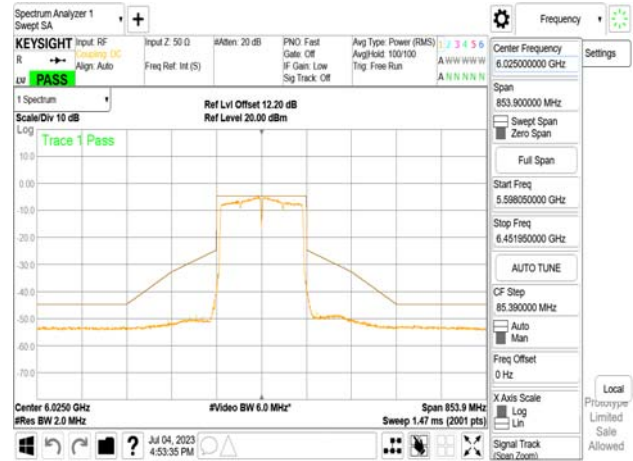 Spectrum Analyzer 1
Swept SA
+
Frequency
KEYSIGHT
R
LV
PASS
Input: RF
Coupling: DC
Align: Auto
Input Z: 50 Ω
Freq Ref: Int (S)
#Atten: 20 dB
PNO: Fast
Gate: Off
IF Gain: Low
Sig Track: Off
Avg Type: Power (RMS)
Avg|Hold: 100/100
Trig: Free Run
1 2 3 4 5 6
A W W W W W
A N N N N N
1 Spectrum
Scale/Div 10 dB
Ref Lvl Offset 12.20 dB
Ref Level 20.00 dBm
Log
Trace 1 Pass
10.0
0.00
-10.0
-20.0
-30.0
-40.0
-50.0
-60.0
-70.0
Center 6.0250 GHz
#Res BW 2.0 MHz
#Video BW 6.0 MHz*
Span 853.9 MHz
Sweep 1.47 ms (2001 pts)
Jul 04, 2023
4:53:35 PM
?
Center Frequency
6.025000000 GHz
Settings
Span
853.900000 MHz
Swept Span
Zero Span
Full Span
Start Freq
5.598050000 GHz
Stop Freq
6.451950000 GHz
AUTO TUNE
CF Step
85.390000 MHz
Auto
Man
Freq Offset
0 Hz
X Axis Scale
Log
Lin
Signal Track
(Span Zoom)
Local
Prototype
Limited
Sale
Allowed